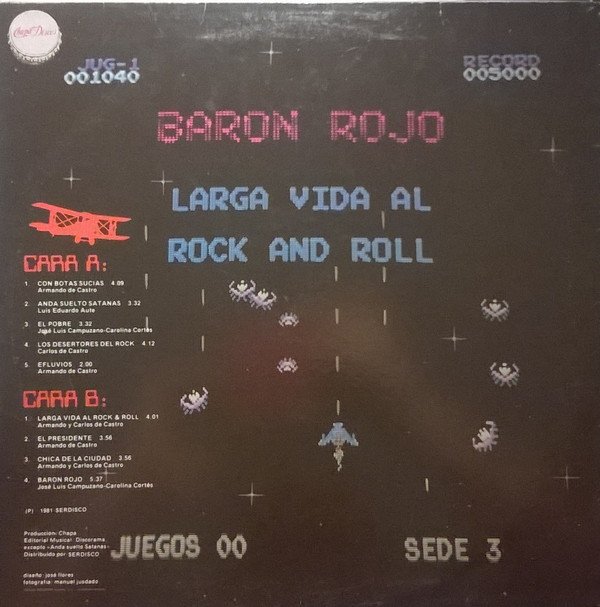 Chapa Discos
JUG-1
001040
RECORD
005000
BARON ROJO
LARGA VIDA AL
ROCK AND ROLL
CARA A:
1 CON BOTAS SUCIAS 4.09
Armando de Castro
2. ANDA SUELTO SATANAS 3.32
Luis Eduardo Aute
3 EL POBRE 3.32
José Luis Campuzano-Carolina Cortés
4. LOS DESERTORES DEL ROCK 4.12
Carlos de Castro
5. EFLUVIOS 2.00
Armando de Castro
CARA B:
1 LARGA VIDA AL ROCK & ROLL 4.01
Armando y Carlos de Castro
2. EL PRESIDENTE 3.56
Armando de Castro
3. CHICA DE LA CIUDAD 3.56
Armando y Carlos de Castro
4. BARON ROJO 5.37
José Luis Campuzano-Carolina Cortés
(P) 1981 SERDISCO
Produccion: Chapa
Editorial Musical Discorama,
excepto «Anda suelto Satanas»
Distribuido por SERDISCO
JUEGOS 00
SEDE 3
diseño: josé flores
fotografía: manuel jusdado